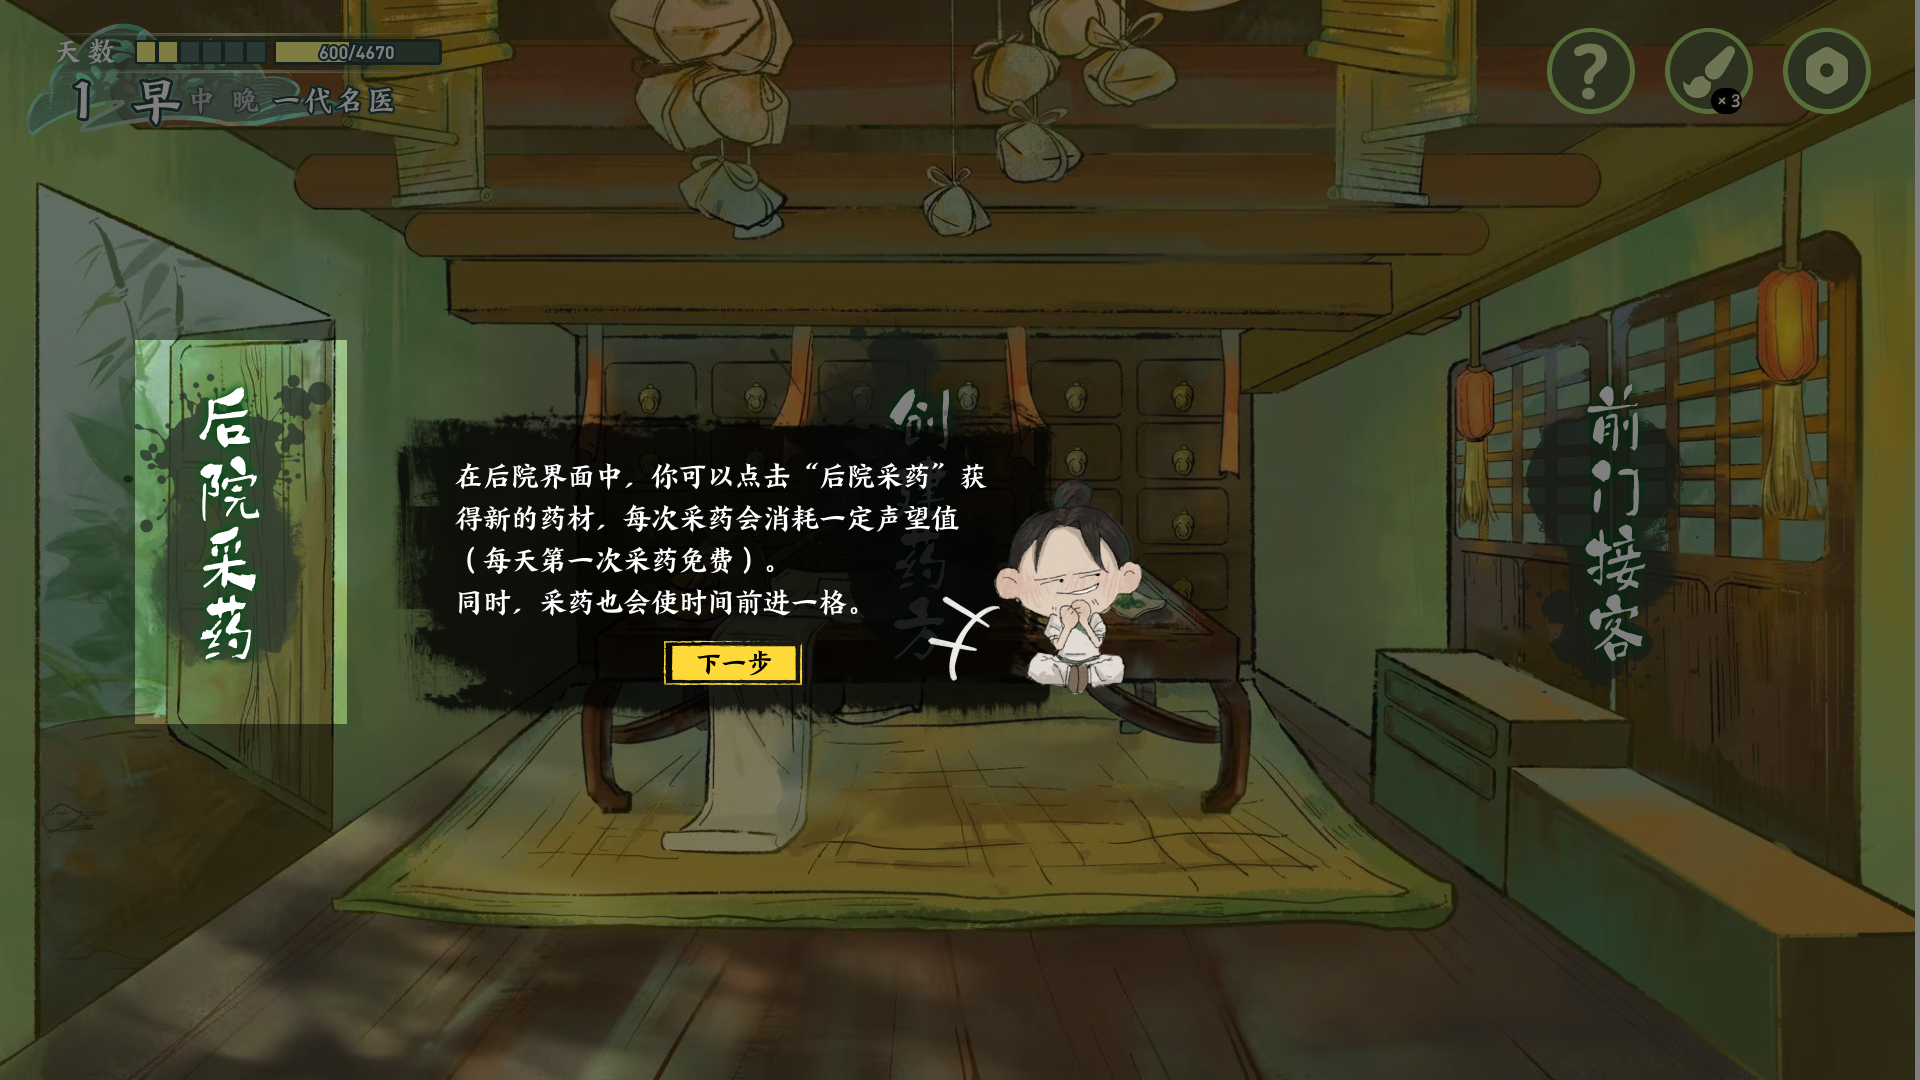 天数
600/4670
1 早 中 晚 一代名医
× 3
后院采药
创建药方
前门接客
在后院界面中，你可以点击“后院采药”获
得新的药材，每次采药会消耗一定声望值
（每天第一次采药免费）。
同时，采药也会使时间前进一格。
下一步